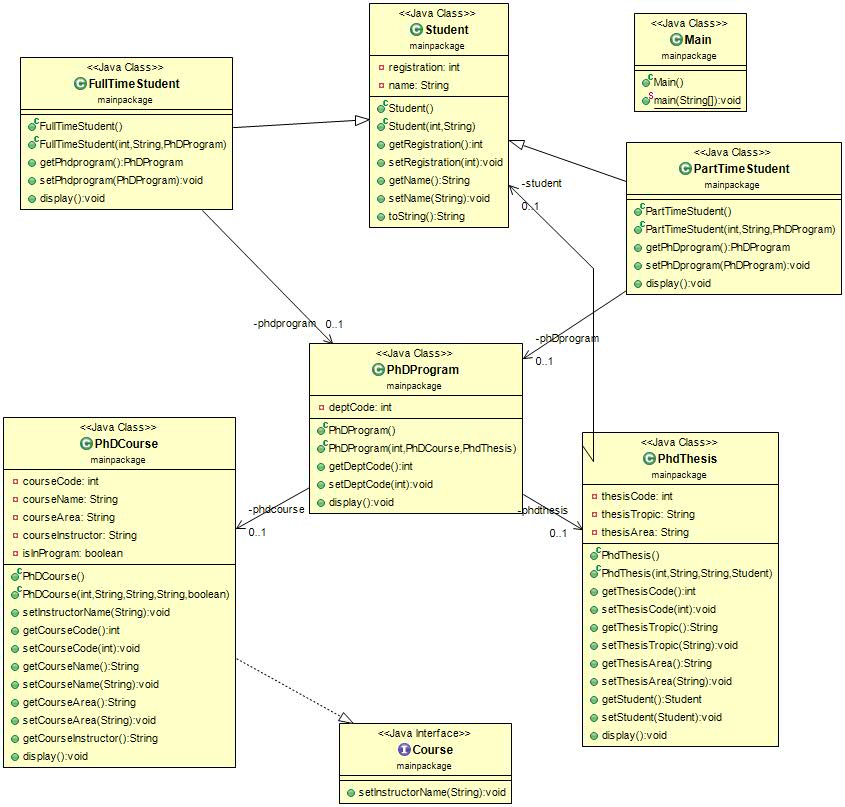 <<Java Class>>
Student
mainpackage
registration: int
name: String
Student()
Student(int,String)
getRegistration():int
setRegistration(int):void
getName():String
setName(String):void
toString():String
<<Java Class>>
Main
mainpackage
Main()
main(String[]):void
<<Java Class>>
FullTimeStudent
mainpackage
FullTimeStudent()
FullTimeStudent(int,String,PhDProgram)
getPhdprogram():PhDProgram
setPhdprogram(PhDProgram):void
display():void
<<Java Class>>
PartTimeStudent
mainpackage
PartTimeStudent()
PartTimeStudent(int,String,PhDProgram)
getPHDprogram():PhDProgram
setPhDprogram(PhDProgram):void
display():void
-student
0..1
-phdprogram
0..1
-phDprogram
0..1
<<Java Class>>
PhDProgram
mainpackage
deptCode: int
PhDProgram()
PhDProgram(int,PhDCourse,PhdThesis)
getDeptCode():int
setDeptCode(int):void
display():void
-phdcourse
0..1
-phdthesis
0..1
<<Java Class>>
PhDCourse
mainpackage
courseCode: int
courseName: String
courseArea: String
courseInstructor: String
isInProgram: boolean
PhDCourse()
PhDCourse(int,String,String,String,boolean)
setInstructorName(String):void
getCourseCode():int
setCourseCode(int):void
getCourseName():String
setCourseName(String):void
getCourseArea():String
setCourseArea(String):void
getCourseInstructor():String
display():void
<<Java Class>>
PhdThesis
mainpackage
thesisCode: int
thesisTropic: String
thesisArea: String
PhdThesis()
PhdThesis(int,String,String,Student)
getThesisCode():int
setThesisCode(int):void
getThesisTropic():String
setThesisTropic(String):void
getThesisArea():String
setThesisArea(String):void
getStudent():Student
setStudent(Student):void
display():void
<<Java Interface>>
Course
mainpackage
setInstructorName(String):void